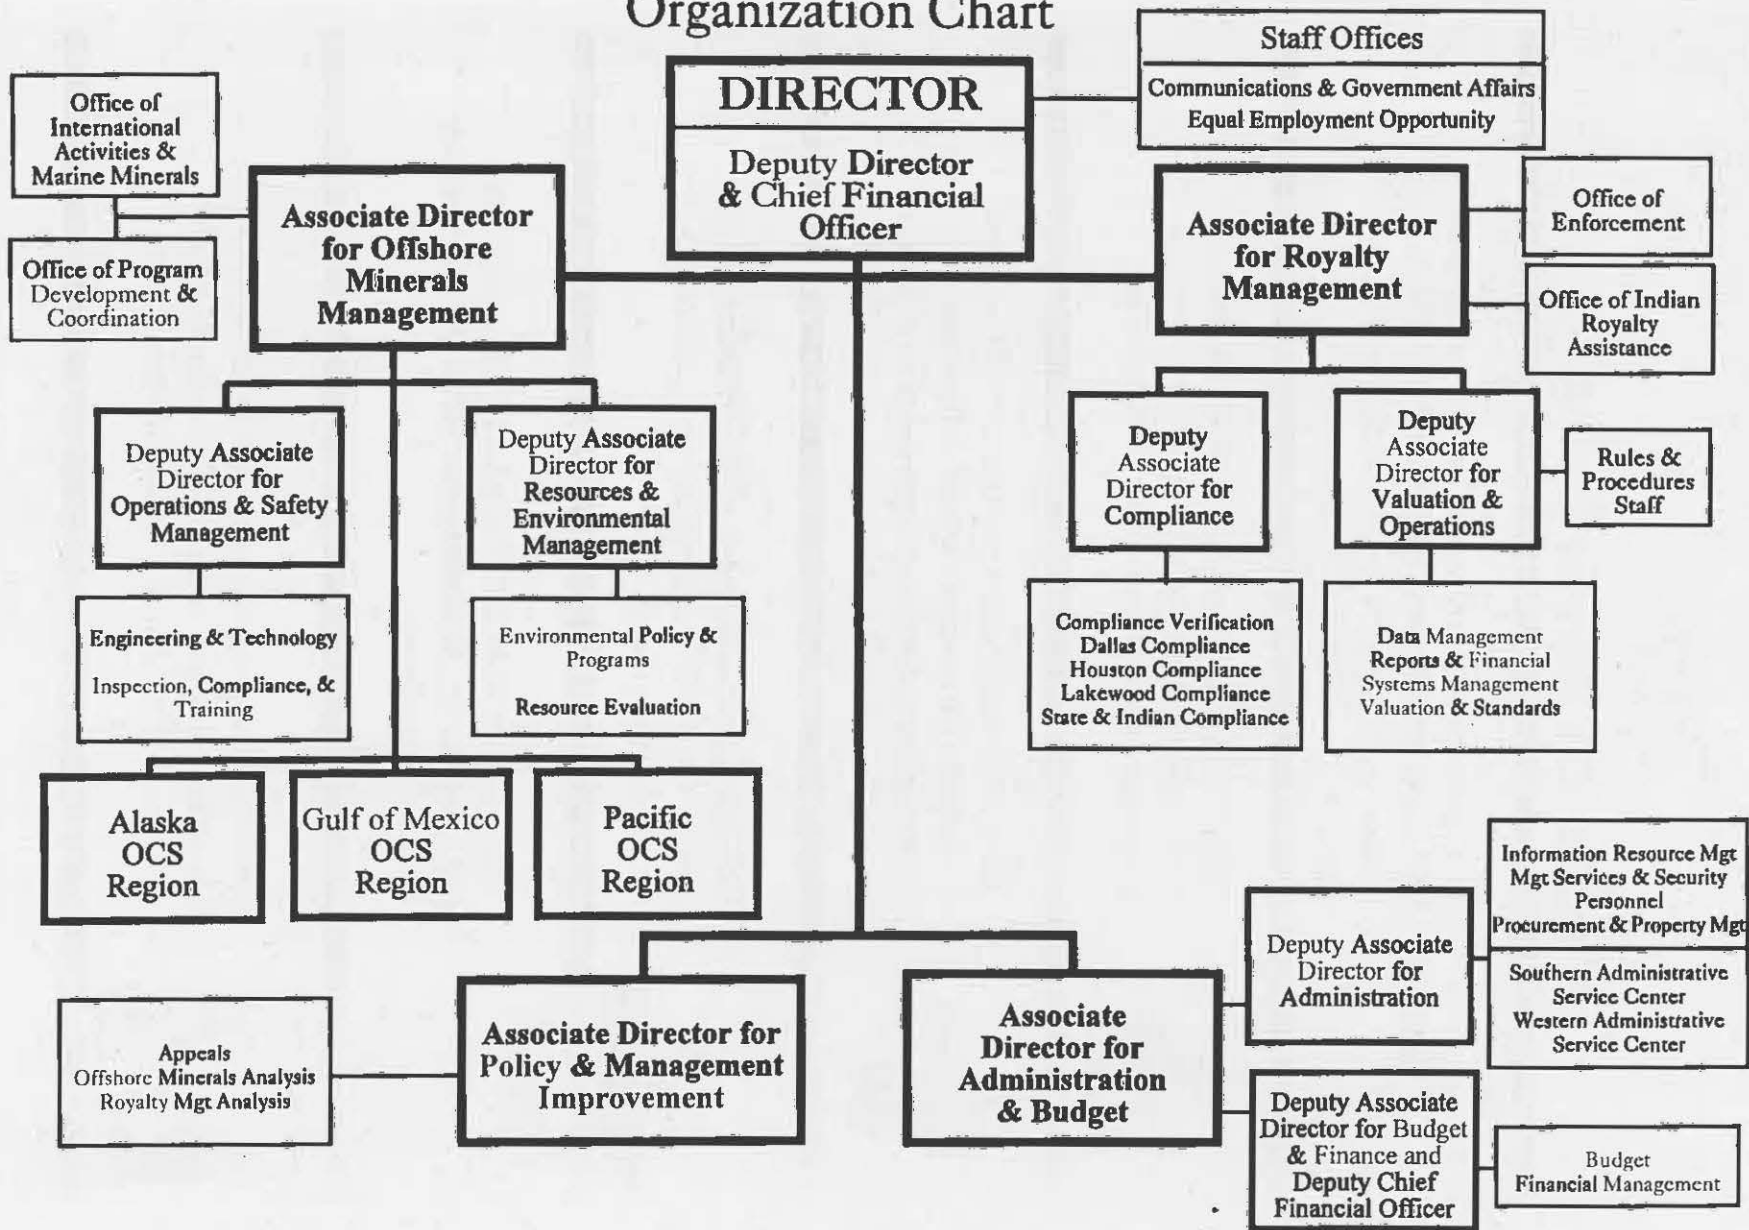 Organization Chart
Staff Offices
Communications & Government Affairs
Equal Employment Opportunity
DIRECTOR
Deputy Director
& Chief Financial
Officer
Office of
International
Activities &
Marine Minerals
Office of Program
Development &
Coordination
Associate Director
for Offshore
Minerals
Management
Associate Director
for Royalty
Management
Office of
Enforcement
Office of Indian
Royalty
Assistance
Deputy Associate
Director for
Operations & Safety
Management
Deputy Associate
Director for
Resources &
Environmental
Management
Deputy
Associate
Director for
Compliance
Deputy
Associate
Director for
Valuation &
Operations
Rules &
Procedures
Staff
Engineering & Technology
Inspection, Compliance, &
Training
Environmental Policy &
Programs
Resource Evaluation
Compliance Verification
Dallas Compliance
Houston Compliance
Lakewood Compliance
State & Indian Compliance
Data Management
Reports & Financial
Systems Management
Valuation & Standards
Alaska
OCS
Region
Gulf of Mexico
OCS
Region
Pacific
OCS
Region
Appeals
Offshore Minerals Analysis
Royalty Mgt Analysis
Associate Director for
Policy & Management
Improvement
Associate
Director for
Administration
& Budget
Deputy Associate
Director for
Administration
Information Resource Mgt
Mgt Services & Security
Personnel
Procurement & Property Mgt
Southern Administrative
Service Center
Western Administrative
Service Center
Deputy Associate
Director for Budget
& Finance and
Deputy Chief
Financial Officer
Budget
Financial Management